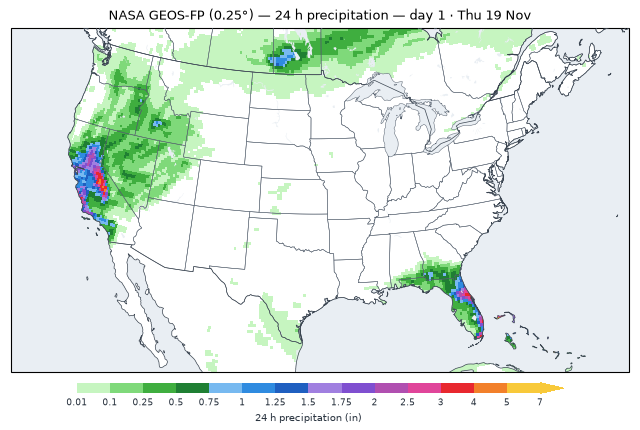 NASA GEOS-FP (0.25°) — 24 h precipitation — day 1 · Thu 19 Nov
0.01 0.1 0.25 0.5 0.75 1 1.25 1.5 1.75 2 2.5 3 4 5 7
24 h precipitation (in)